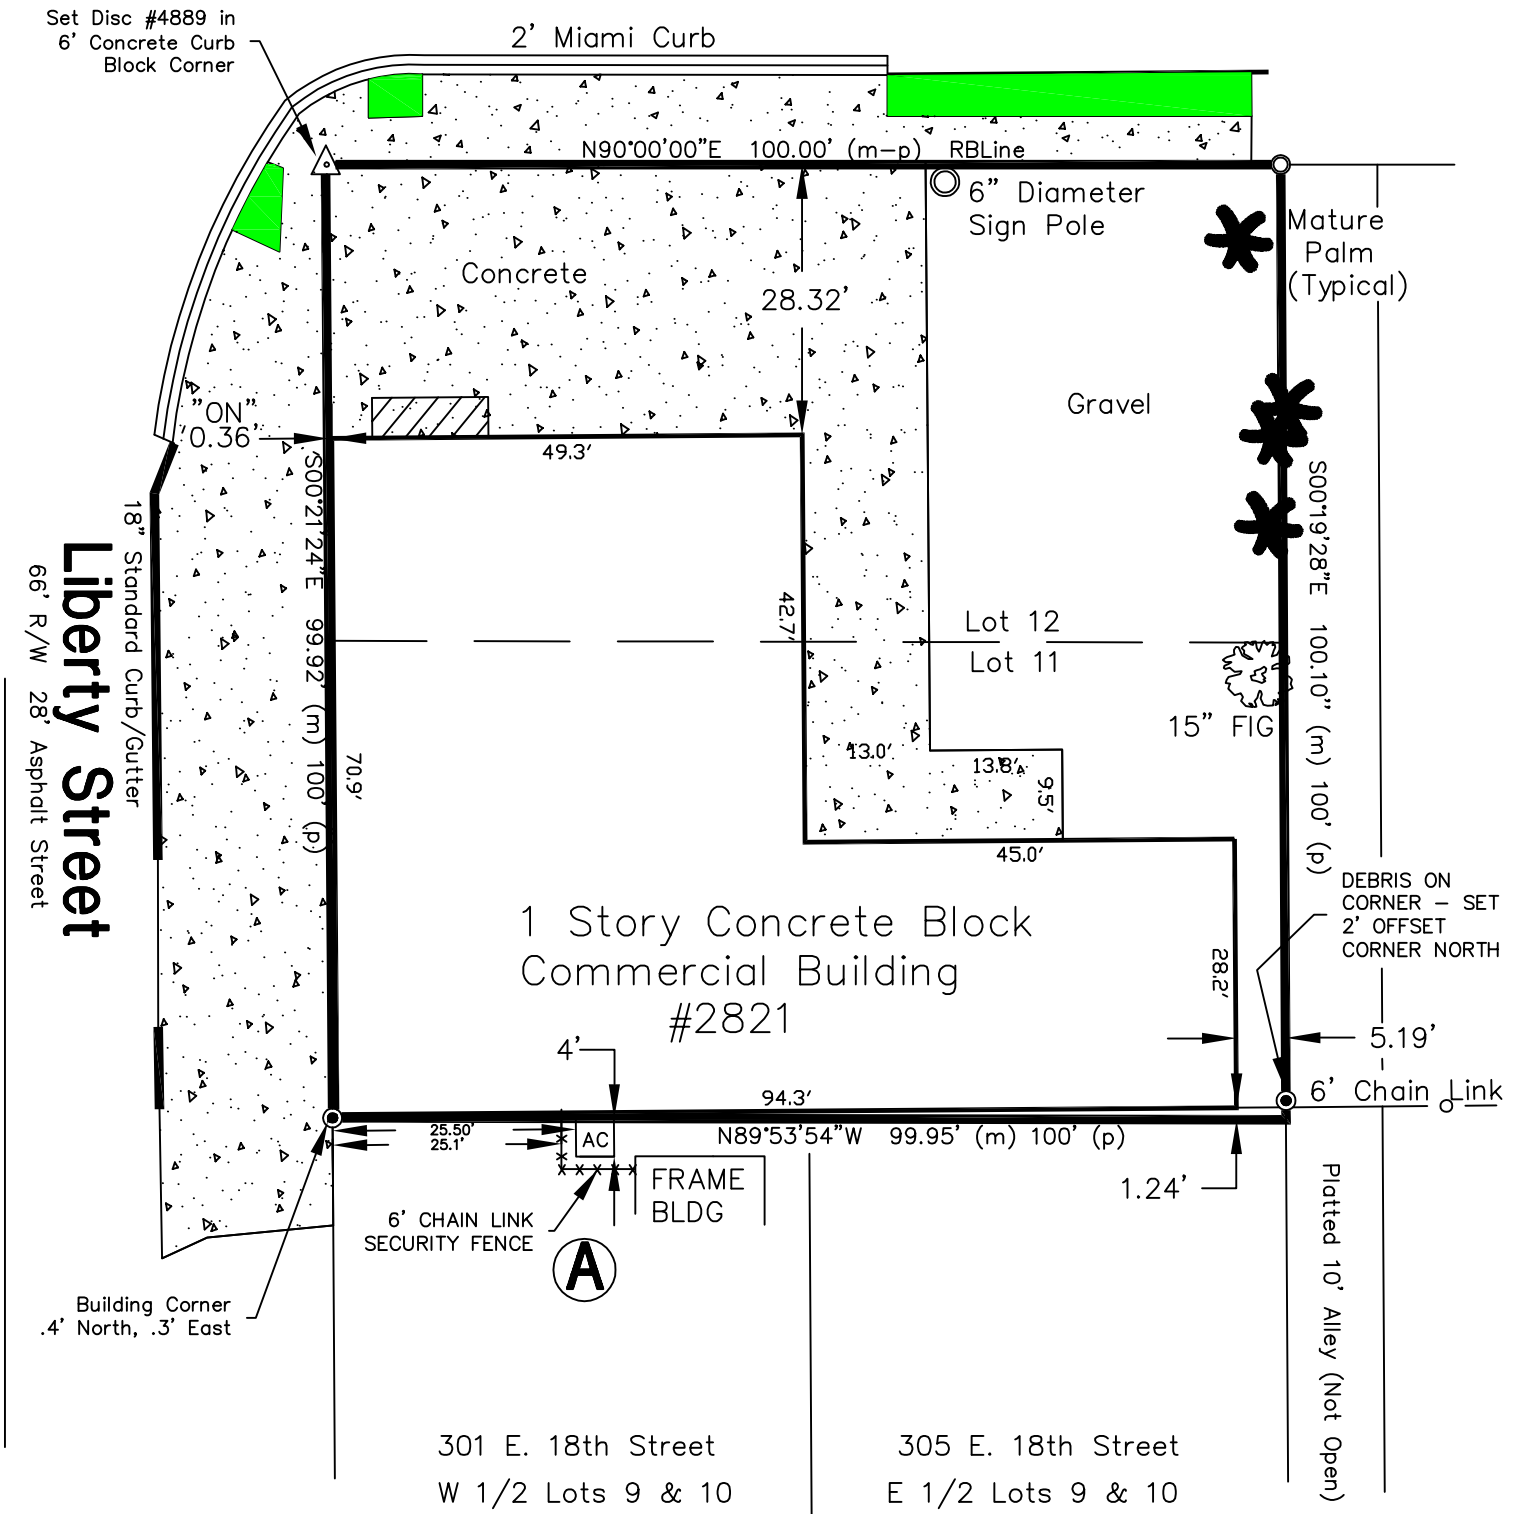 Set Disc #4889 in
6' Concrete Curb
Block Corner
2' Miami Curb
N90°00'00"E 100.00' (m-p) RBLine
6" Diameter
Sign Pole
Mature
Palm
(Typical)
Concrete
28.32'
Gravel
"ON"
0.36'
49.3'
S00°21'24"E 99.92' (m) 100' (p)
S00°19'28"E 100.10" (m) 100' (p)
18" Standard Curb/Gutter
Liberty Street
66' R/W 28' Asphalt Street
42.7'
Lot 12
Lot 11
15" FIG
70.9'
13.0'
13.8'
9.5'
45.0'
DEBRIS ON
CORNER - SET
2' OFFSET
CORNER NORTH
1 Story Concrete Block
Commercial Building
#2821
28.2'
5.19'
4'
94.3'
6' Chain Link
25.50'
25.1'
AC
N89°53'54"W 99.95' (m) 100' (p)
FRAME
BLDG
1.24'
6' CHAIN LINK
SECURITY FENCE
A
Building Corner
.4' North, .3' East
Platted 10' Alley (Not Open)
301 E. 18th Street
W 1/2 Lots 9 & 10
305 E. 18th Street
E 1/2 Lots 9 & 10